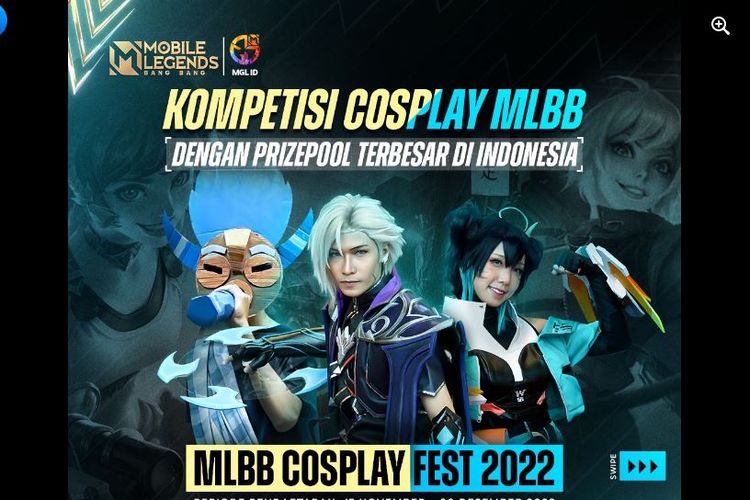 MOBILE
LEGENDS
BANG BANG
MGL ID
KOMPETISI COSPLAY MLBB
DENGAN PRIZEPOOL TERBESAR DI INDONESIA
MLBB COSPLAY FEST 2022
SWIPE